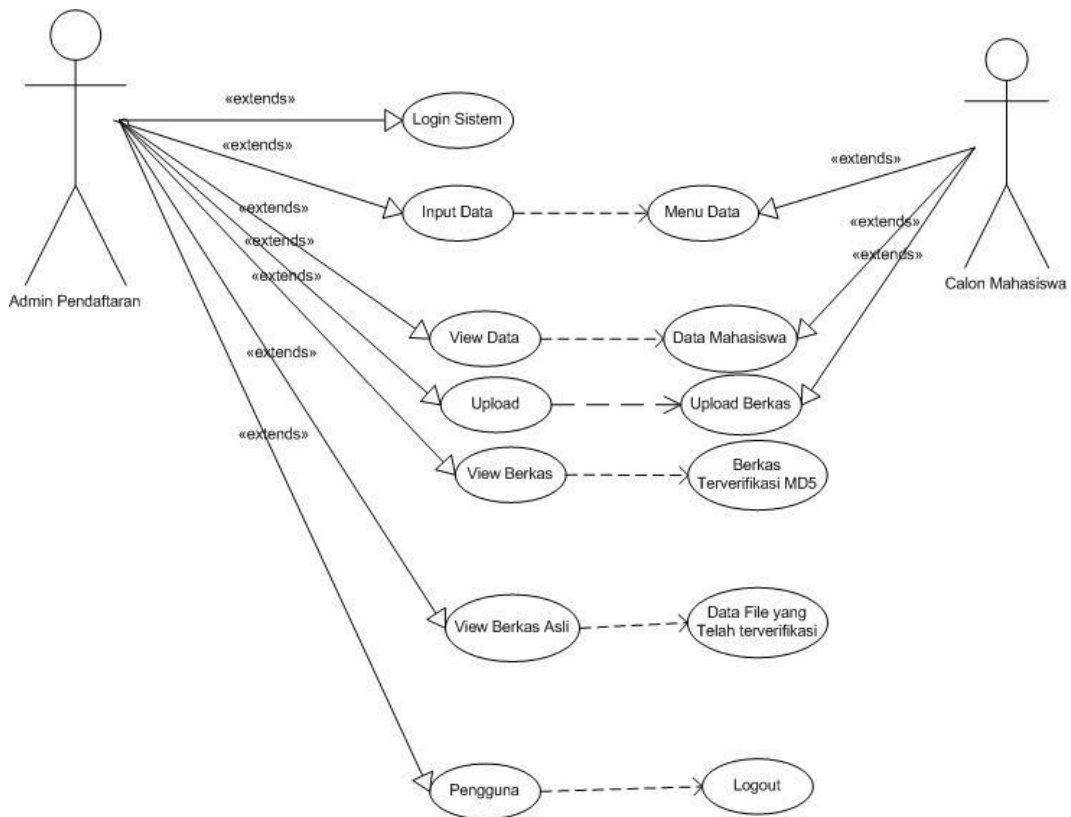 «extends»
Login Sistem
«extends»
«extends»
Input Data
Menu Data
«extends»
«extends»
«extends»
«extends»
«extends»
Admin Pendaftaran
Calon Mahasiswa
View Data
Data Mahasiswa
«extends»
Upload
Upload Berkas
«extends»
View Berkas
Berkas
Terverifikasi MD5
View Berkas Asli
Data File yang
Telah terverifikasi
Pengguna
Logout